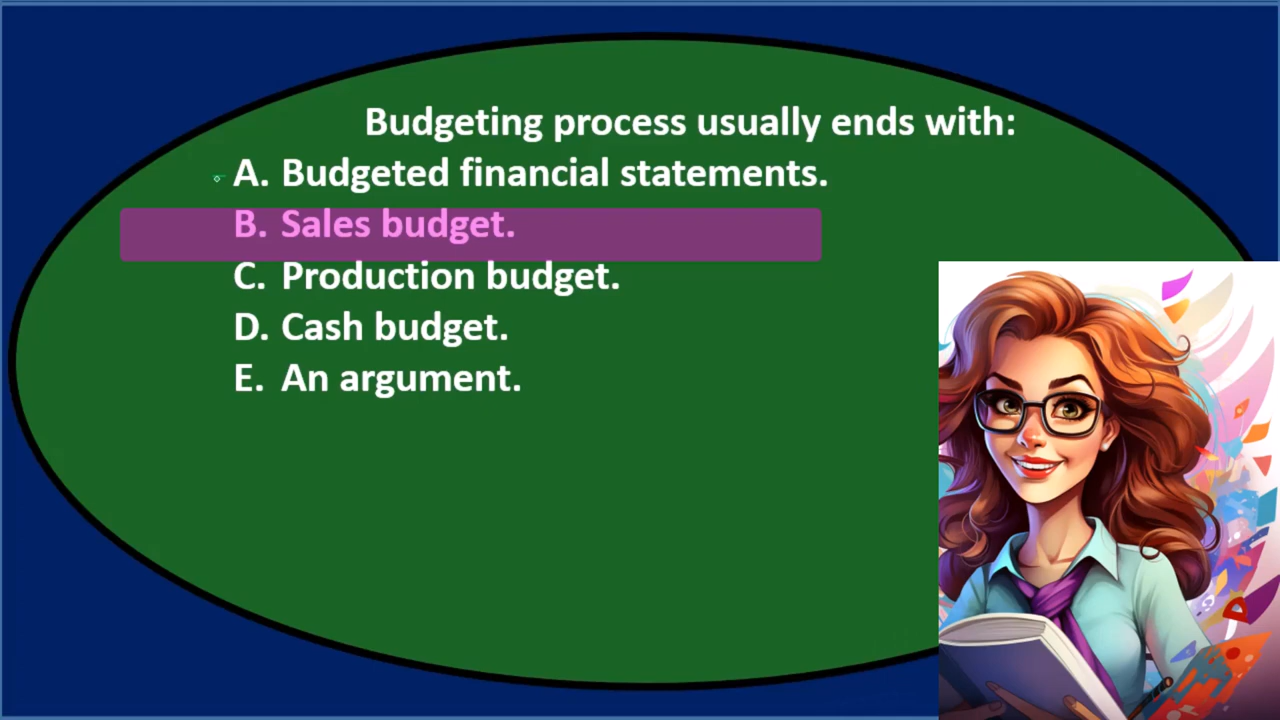 Budgeting process usually ends with:
A. Budgeted financial statements.
B. Sales budget.
C. Production budget.
D. Cash budget.
E. An argument.